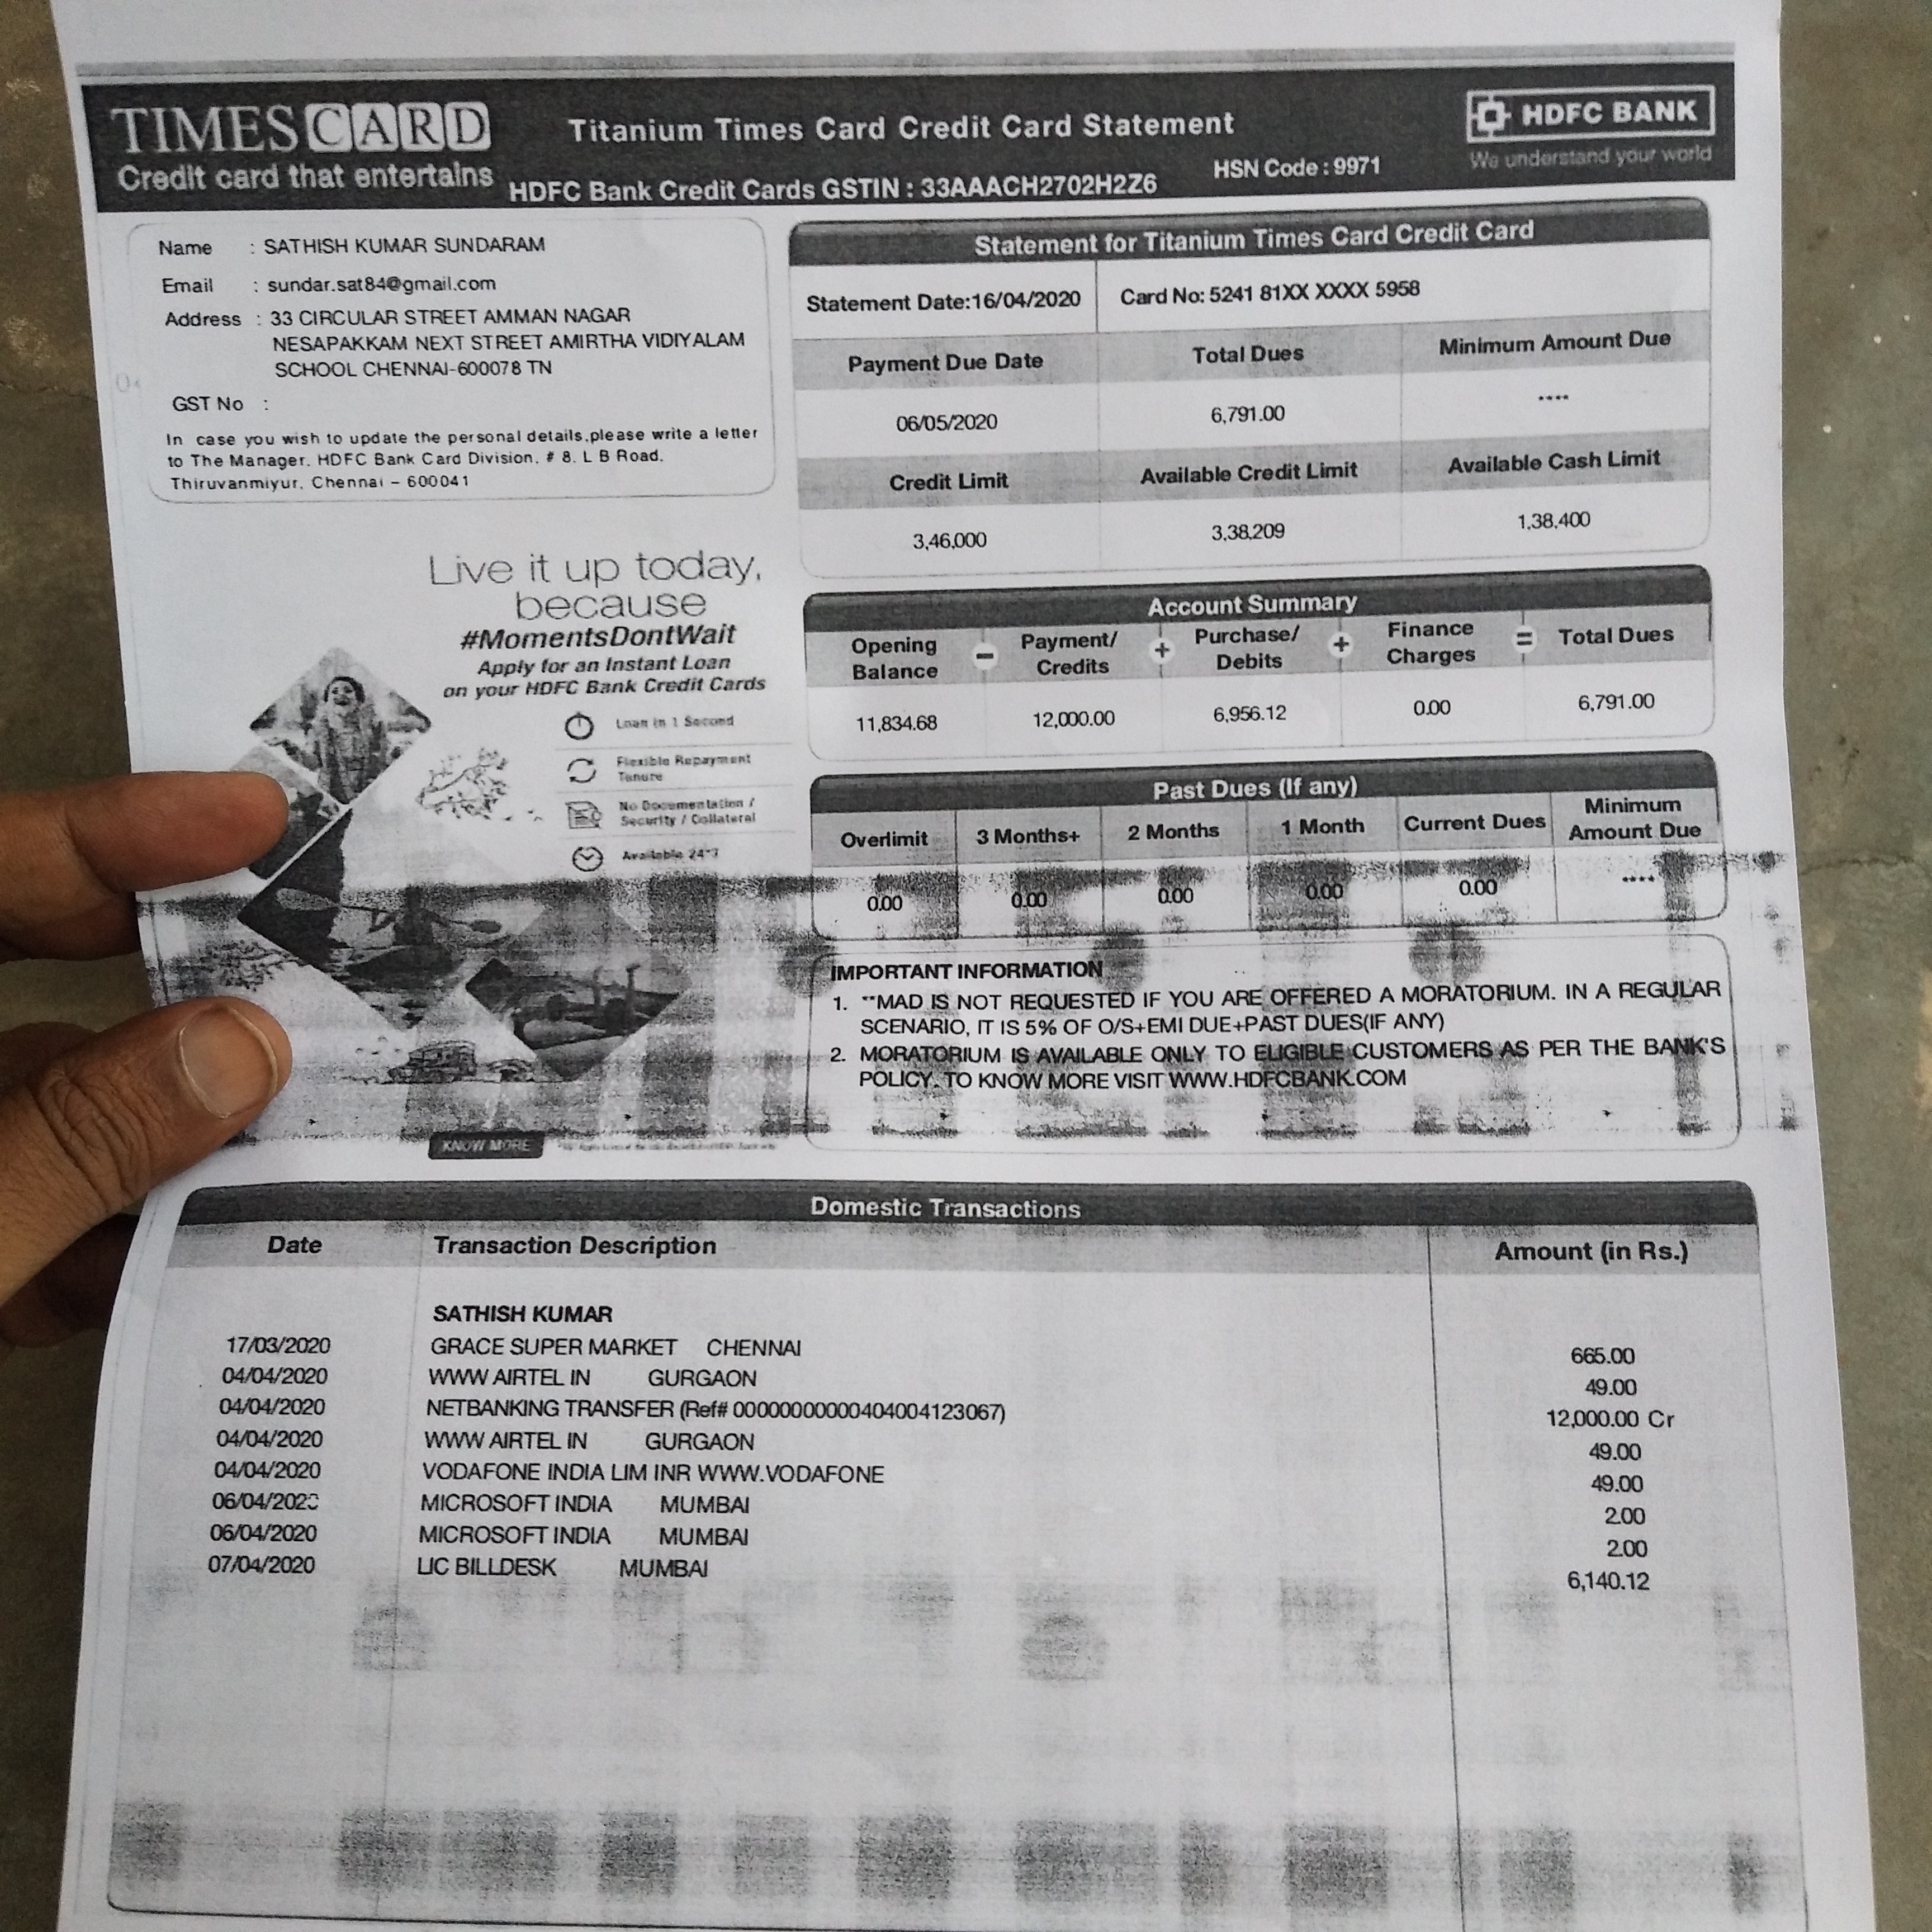 TIMES CARD
Credit card that entertains
Titanium Times Card Credit Card Statement
HDFC Bank Credit Cards GSTIN : 33AAACH2702H2Z6
HSN Code : 9971
HDFC BANK
We understand your world
Name : SATHISH KUMAR SUNDARAM
Email : sundar.sat84@gmail.com
Address : 33 CIRCULAR STREET AMMAN NAGAR
NESAPAKKAM NEXT STREET AMIRTHA VIDIYALAM
SCHOOL CHENNAI-600078 TN
GST No :
In case you wish to update the personal details,please write a letter
to The Manager, HDFC Bank Card Division, # 8, L B Road,
Thiruvanmiyur, Chennai – 600041
Statement for Titanium Times Card Credit Card
Statement Date:16/04/2020 Card No: 5241 81XX XXXX 5958
Payment Due Date Total Dues Minimum Amount Due
06/05/2020 6,791.00 ****
Credit Limit Available Credit Limit Available Cash Limit
3,46,000 3,38,209 1,38,400
Live it up today,
because
#MomentsDontWait
Apply for an Instant Loan
on your HDFC Bank Credit Cards
Loan in 1 Second
Flexible Repayment
Tenure
No Documentation /
Security / Collateral
Available 24*7
KNOW MORE
Account Summary
Opening Balance − Payment/ Credits + Purchase/ Debits + Finance Charges = Total Dues
11,834.68 12,000.00 6,956.12 0.00 6,791.00
Past Dues (If any)
Overlimit 3 Months+ 2 Months 1 Month Current Dues Minimum Amount Due
0.00 0.00 0.00 0.00 0.00 ****
IMPORTANT INFORMATION
1. **MAD IS NOT REQUESTED IF YOU ARE OFFERED A MORATORIUM. IN A REGULAR
SCENARIO, IT IS 5% OF O/S+EMI DUE+PAST DUES(IF ANY)
2. MORATORIUM IS AVAILABLE ONLY TO ELIGIBLE CUSTOMERS AS PER THE BANK'S
POLICY. TO KNOW MORE VISIT WWW.HDFCBANK.COM
Domestic Transactions
Date Transaction Description Amount (in Rs.)
SATHISH KUMAR
17/03/2020 GRACE SUPER MARKET CHENNAI 665.00
04/04/2020 WWW AIRTEL IN GURGAON 49.00
04/04/2020 NETBANKING TRANSFER (Ref# 00000000000404004123067) 12,000.00 Cr
04/04/2020 WWW AIRTEL IN GURGAON 49.00
04/04/2020 VODAFONE INDIA LIM INR WWW.VODAFONE 49.00
06/04/2020 MICROSOFT INDIA MUMBAI 2.00
06/04/2020 MICROSOFT INDIA MUMBAI 2.00
07/04/2020 LIC BILLDESK MUMBAI 6,140.12